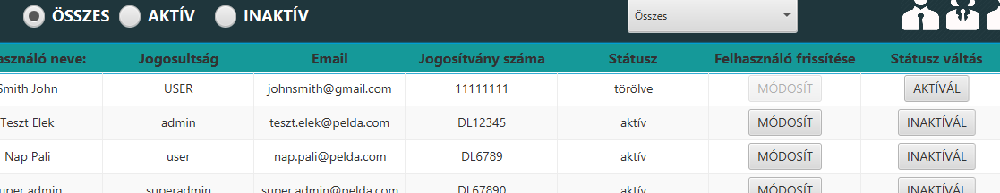 ÖSSZES AKTÍV INAKTÍV Összes
neve: Jogosultság Email Jogosítvány száma Státusz Felhasználó frissítése Státusz váltás
Smith John USER johnsmith@gmail.com 11111111 törölve MÓDOSÍT AKTÍVÁL
Teszt Elek admin teszt.elek@pelda.com DL12345 aktív MÓDOSÍT INAKTÍVÁL
Nap Pali user nap.pali@pelda.com DL6789 aktív MÓDOSÍT INAKTÍVÁL
super admin superadmin super.admin@pelda.com DL67890 aktív MÓDOSÍT INAKTÍVÁL